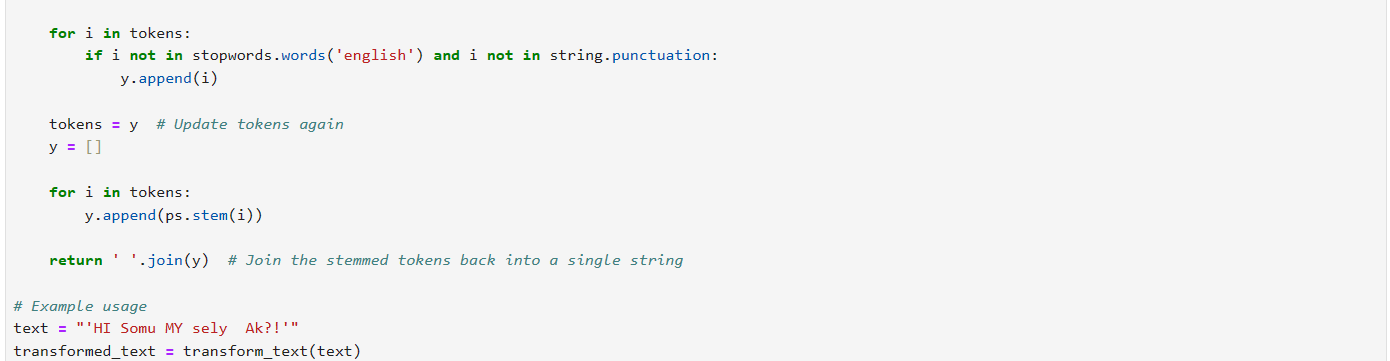 for i in tokens:
if i not in stopwords.words('english') and i not in string.punctuation:
y.append(i)
tokens = y  # Update tokens again
y = []
for i in tokens:
y.append(ps.stem(i))
return ' '.join(y)  # Join the stemmed tokens back into a single string
# Example usage
text = "'HI Somu MY sely  Ak?!'"
transformed_text = transform_text(text)